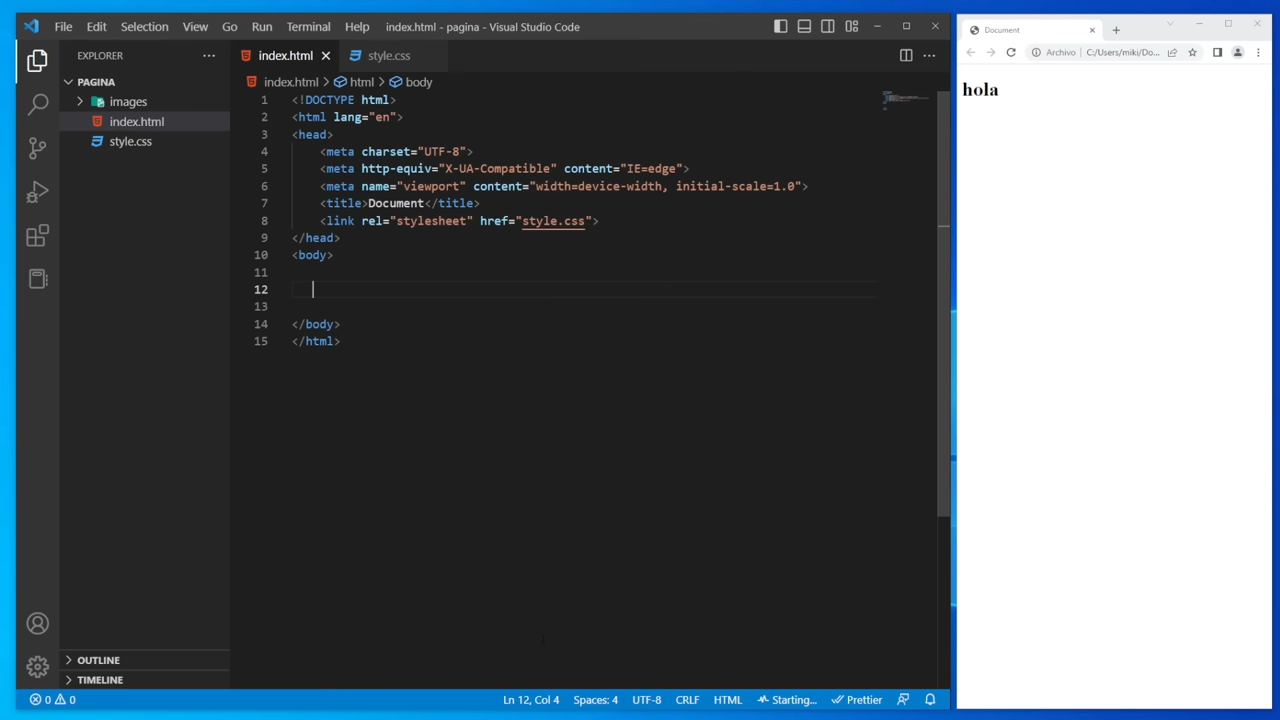 File Edit Selection View Go Run Terminal Help index.html - pagina - Visual Studio Code
EXPLORER
PAGINA
images
index.html
style.css
OUTLINE
TIMELINE
index.html style.css
index.html > html > body
1 <!DOCTYPE html>
2 <html lang="en">
3 <head>
4 <meta charset="UTF-8">
5 <meta http-equiv="X-UA-Compatible" content="IE=edge">
6 <meta name="viewport" content="width=device-width, initial-scale=1.0">
7 <title>Document</title>
8 <link rel="stylesheet" href="style.css">
9 </head>
10 <body>
11
12
13
14 </body>
15 </html>
0 0 Ln 12, Col 4 Spaces: 4 UTF-8 CRLF HTML Starting... Prettier
Document
Archivo C:/Users/miki/Do...
hola